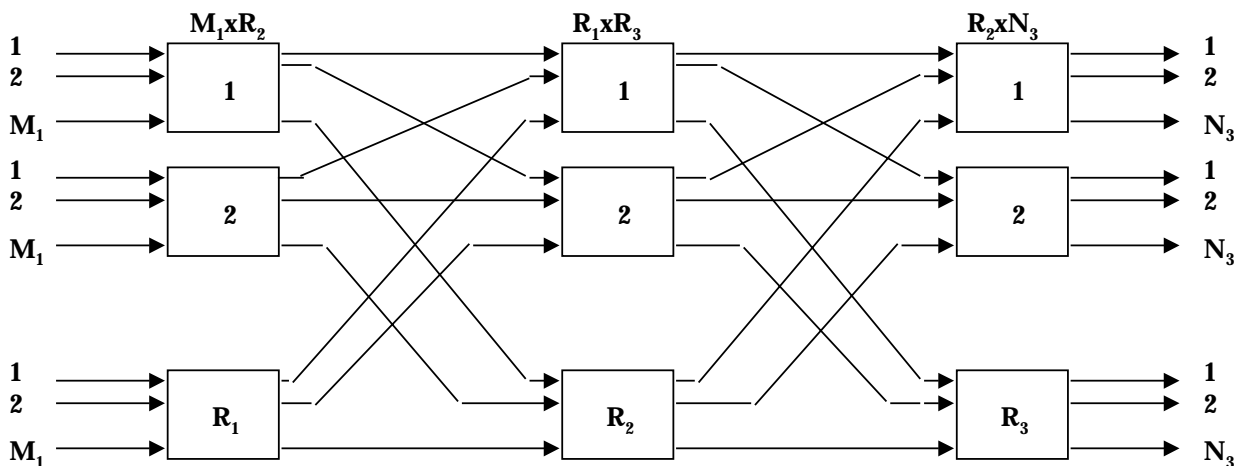 M₁xR₂ R₁xR₃ R₂xN₃
1 1
2 1 1 1 2
M₁ N₃
1 1
2 2 2 2 2
M₁ N₃
1 1
2 R₁ R₂ R₃ 2
M₁ N₃